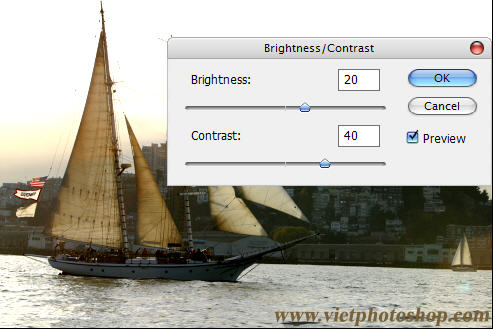 Brightness/Contrast
Brightness: 20
OK
Cancel
Contrast: 40
Preview
www.vietphotoshop.com